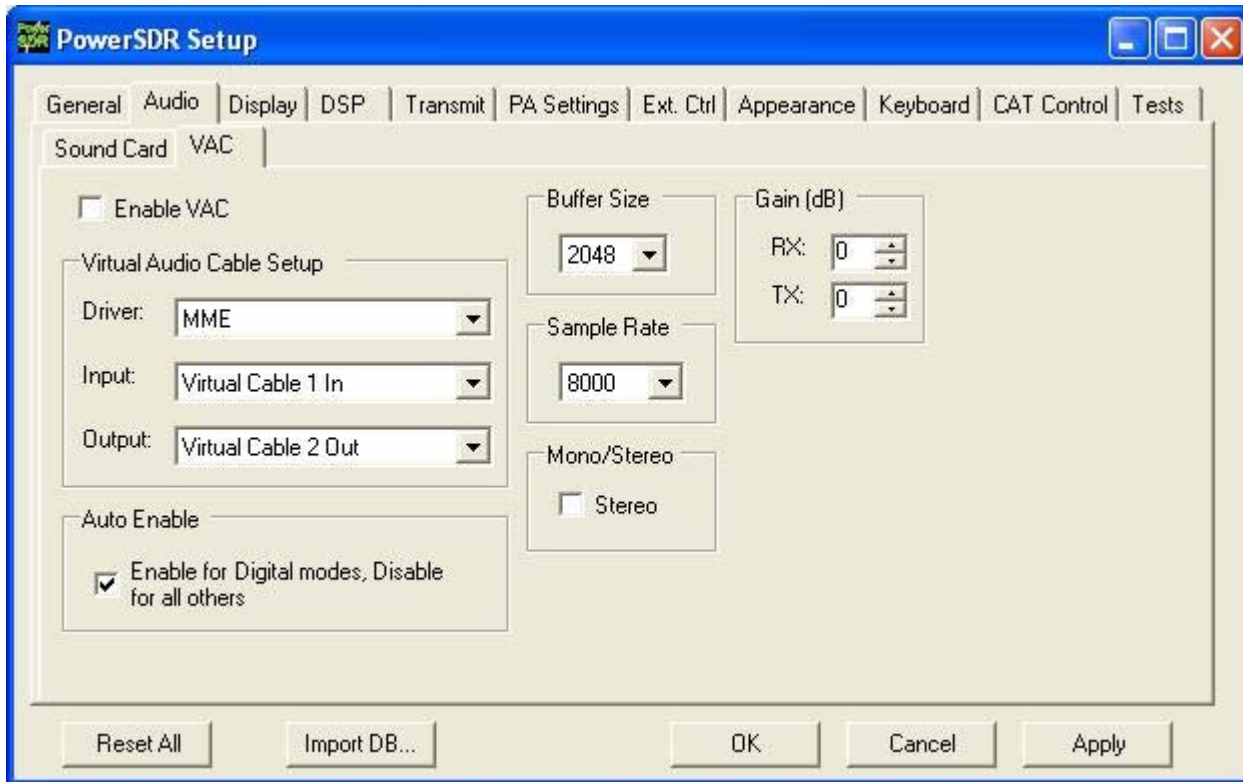 PowerSDR Setup
General Audio Display DSP Transmit PA Settings Ext. Ctrl Appearance Keyboard CAT Control Tests
Sound Card VAC
Enable VAC
Virtual Audio Cable Setup
Driver: MME
Input: Virtual Cable 1 In
Output: Virtual Cable 2 Out
Auto Enable
Enable for Digital modes, Disable
for all others
Buffer Size
2048
Sample Rate
8000
Mono/Stereo
Stereo
Gain (dB)
RX: 0
TX: 0
Reset All Import DB... OK Cancel Apply